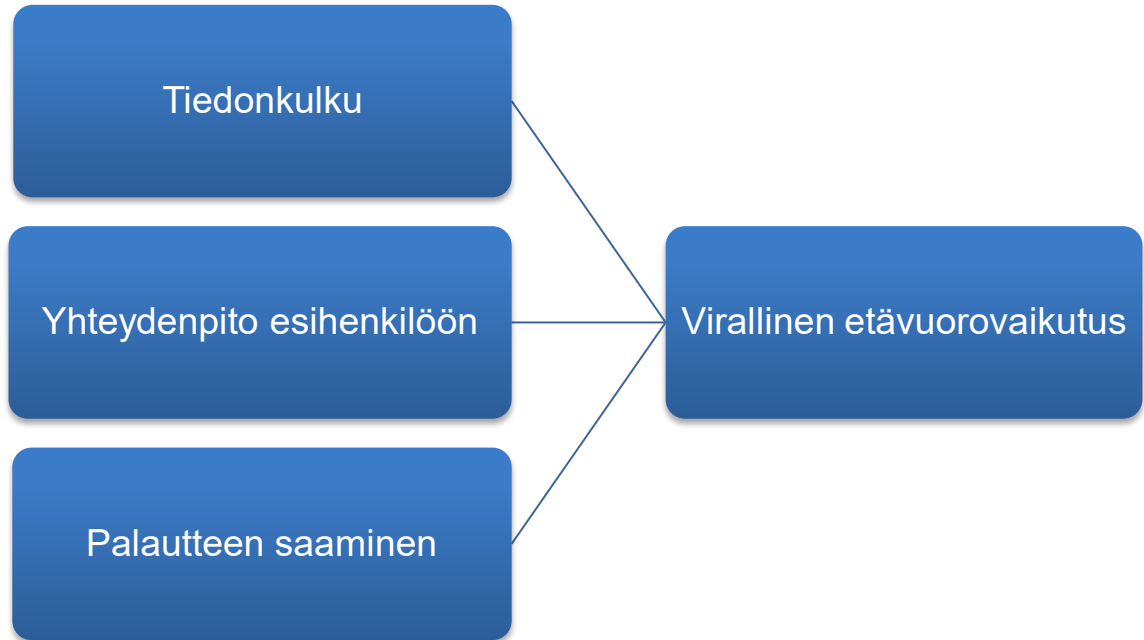 Tiedonkulku
Yhteydenpito esihenkilöön
Virallinen etävuorovaikutus
Palautteen saaminen